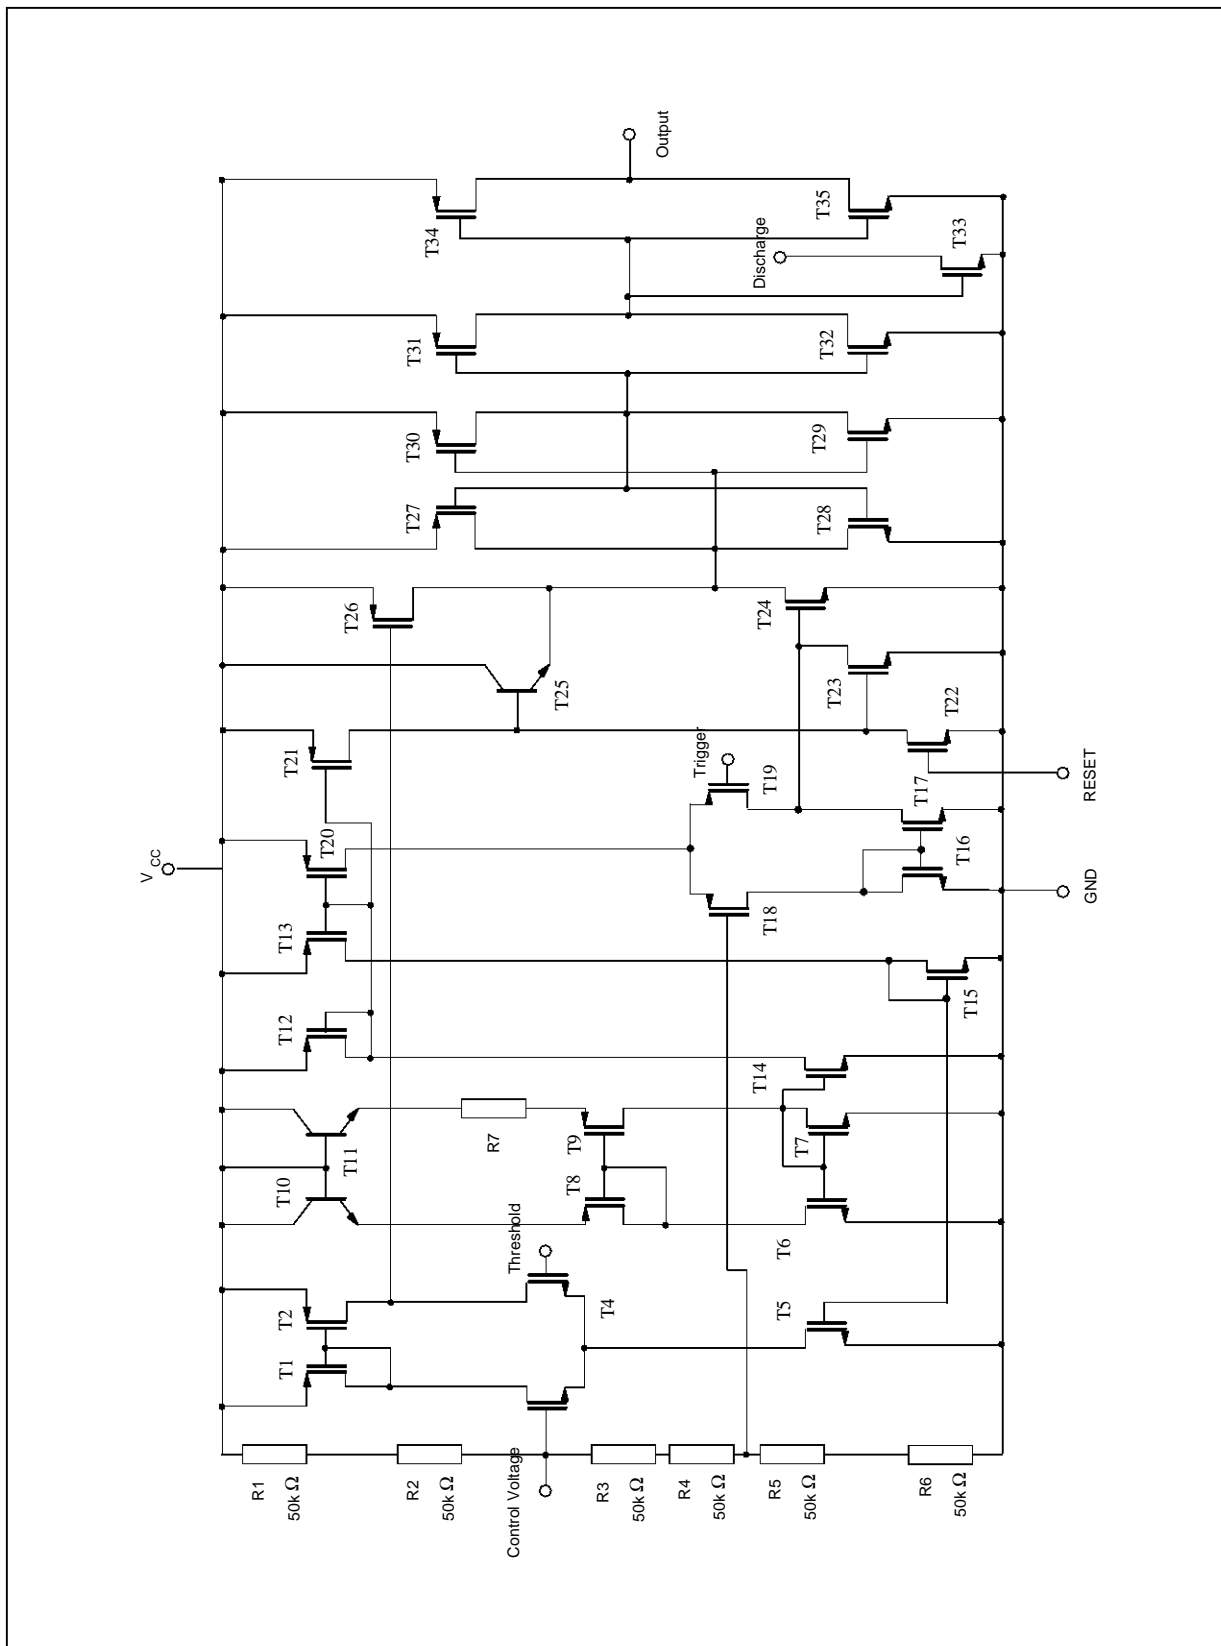 Output
T34
T35
T33
Discharge
T31
T32
T30
T29
T27
T28
T26
T24
T25
T23
T22
T21
Trigger
T19
T17
RESET
T20
T16
VCC
GND
T18
T13
T15
T12
T14
T11
R7
T9
T7
T10
T8
T6
Threshold
T2
T4
T5
T1
R1
50k Ω
R2
50k Ω
Control Voltage
R3
50k Ω
R4
50k Ω
R5
50k Ω
R6
50k Ω